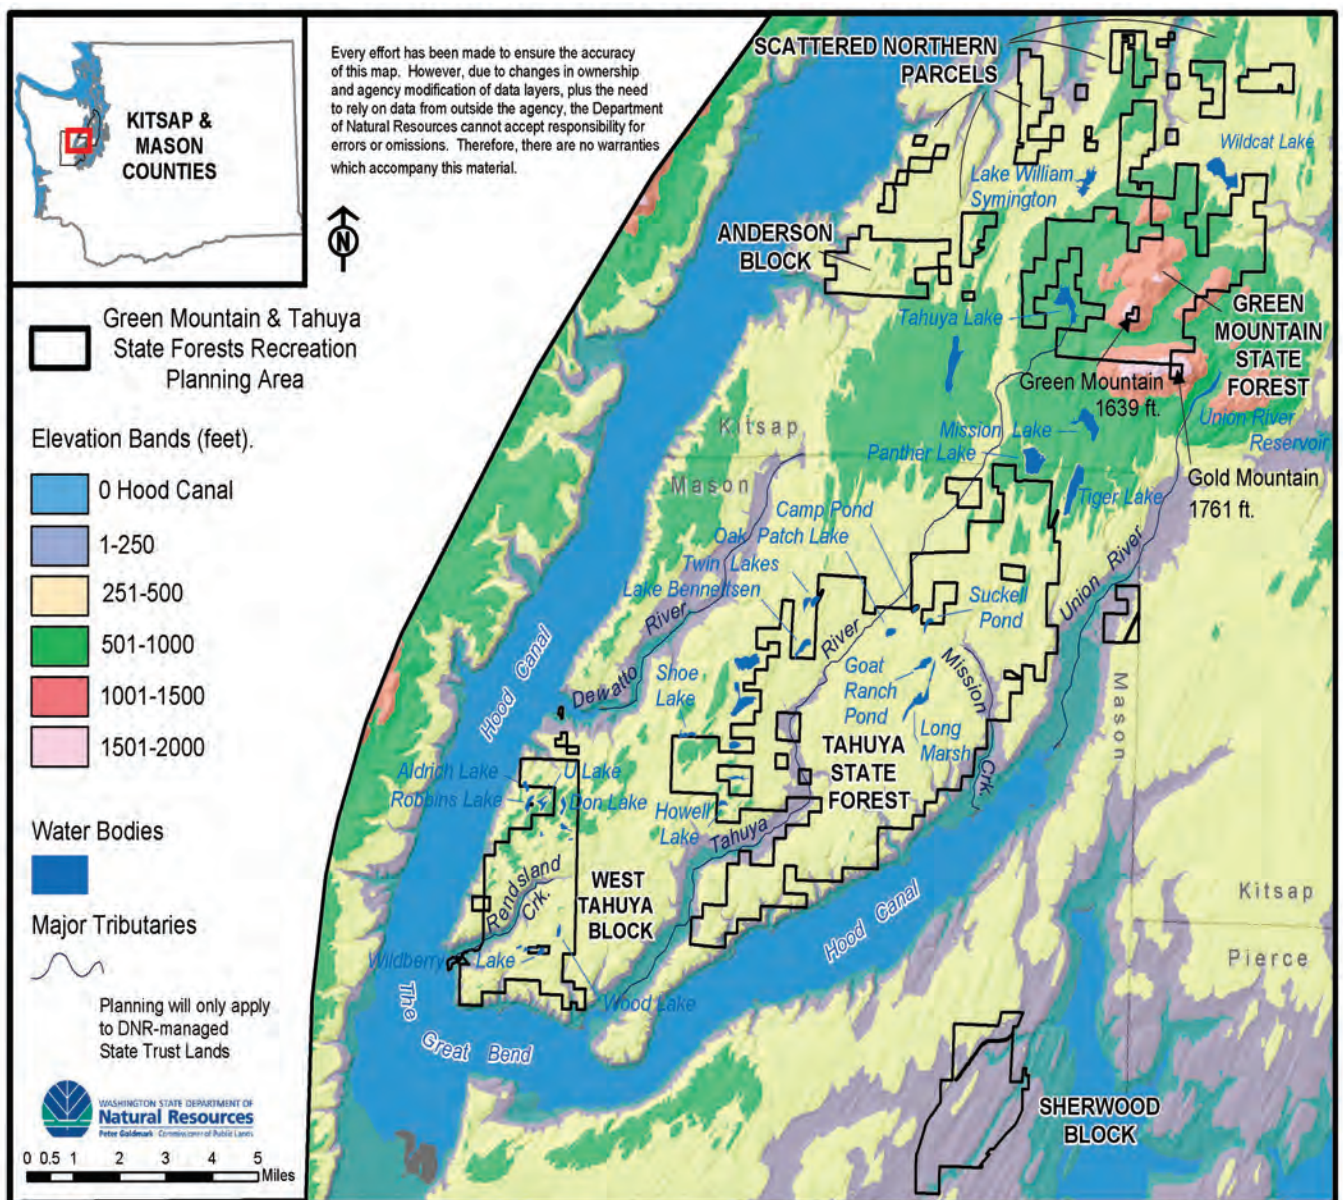 KITSAP &
MASON
COUNTIES
Every effort has been made to ensure the accuracy
of this map. However, due to changes in ownership
and agency modification of data layers, plus the need
to rely on data from outside the agency, the Department
of Natural Resources cannot accept responsibility for
errors or omissions. Therefore, there are no warranties
which accompany this material.
N
Green Mountain & Tahuya
State Forests Recreation
Planning Area
Elevation Bands (feet).
0 Hood Canal
1-250
251-500
501-1000
1001-1500
1501-2000
Water Bodies
Major Tributaries
Planning will only apply
to DNR-managed
State Trust Lands
WASHINGTON STATE DEPARTMENT OF
Natural Resources
Peter Goldmark - Commissioner of Public Lands
0 0.5 1 2 3 4 5
Miles
SCATTERED NORTHERN
PARCELS
Wildcat Lake
Lake William
Symington
ANDERSON
BLOCK
Tahuya Lake
GREEN
MOUNTAIN
STATE
FOREST
Green Mountain
1639 ft.
Union River
Reservoir
Mission Lake
Panther Lake
Gold Mountain
1761 ft.
Tiger Lake
Kitsap
Mason
Camp Pond
Oak Patch Lake
Twin Lakes
Lake Bennettsen
Suckell
Pond
Union River
River
Dewatto
River
Hood Canal
Shoe
Lake
Goat
Ranch
Pond
Mission
Crk.
Long
Marsh
Mason
TAHUYA
STATE
FOREST
Aldrich Lake
U Lake
Robbins Lake
Don Lake
Howell
Lake
Tahuya
Rendsland
Crk.
WEST
TAHUYA
BLOCK
Hood Canal
Kitsap
Pierce
Wildberry Lake
Wood Lake
The
Great Bend
SHERWOOD
BLOCK